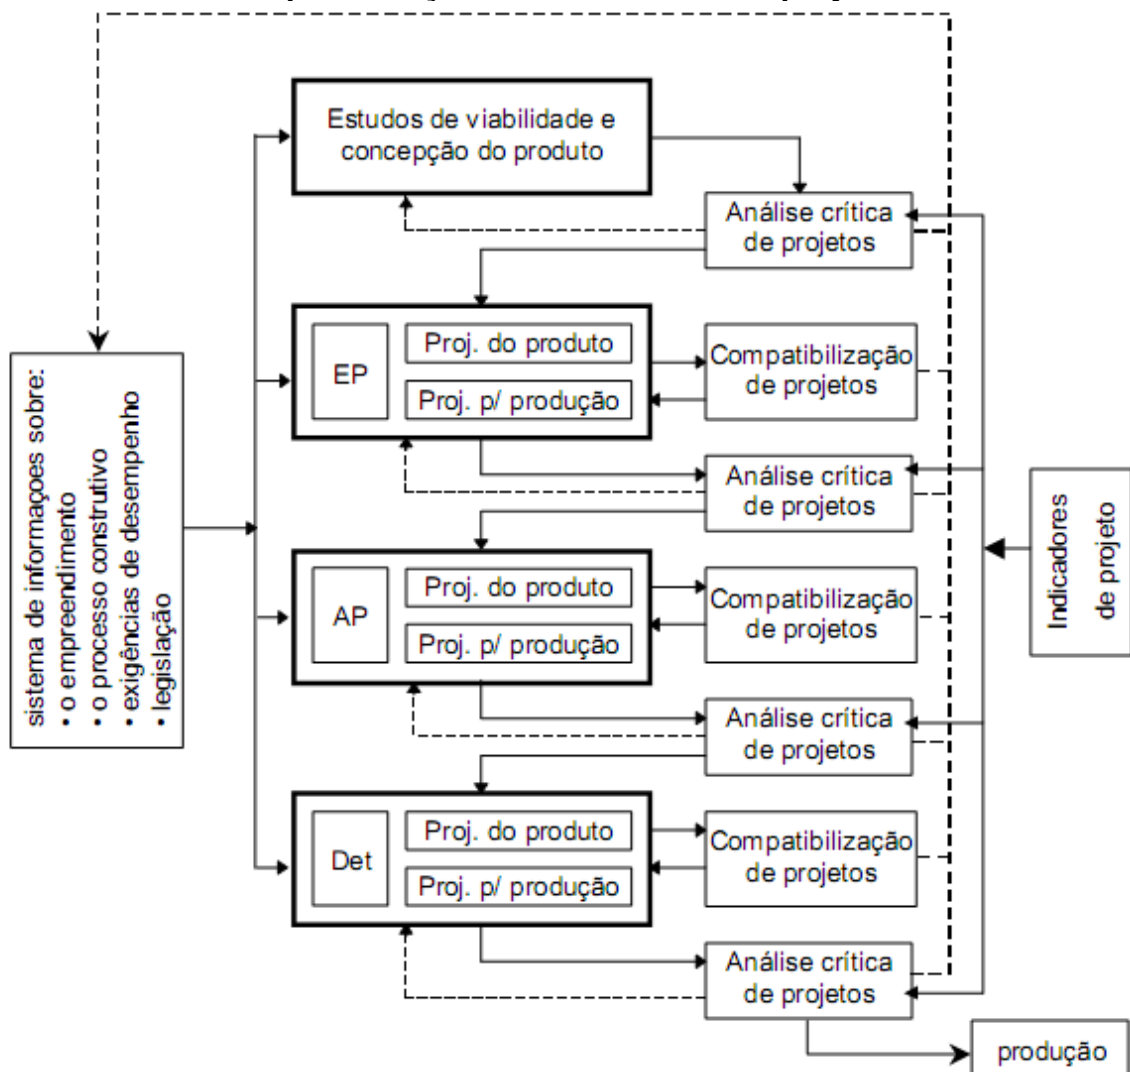 Estudos de viabilidade e
concepção do produto
Análise crítica
de projetos
EP
Proj. do produto
Proj. p/ produção
Compatibilização
de projetos
Análise crítica
de projetos
sistema de informaçoes sobre:
• o empreendimento
• o processo construtivo
• exigências de desempenho
• legislação
Indicadores
de projeto
AP
Proj. do produto
Proj. p/ produção
Compatibilização
de projetos
Análise crítica
de projetos
Det
Proj. do produto
Proj. p/ produção
Compatibilização
de projetos
Análise crítica
de projetos
produção